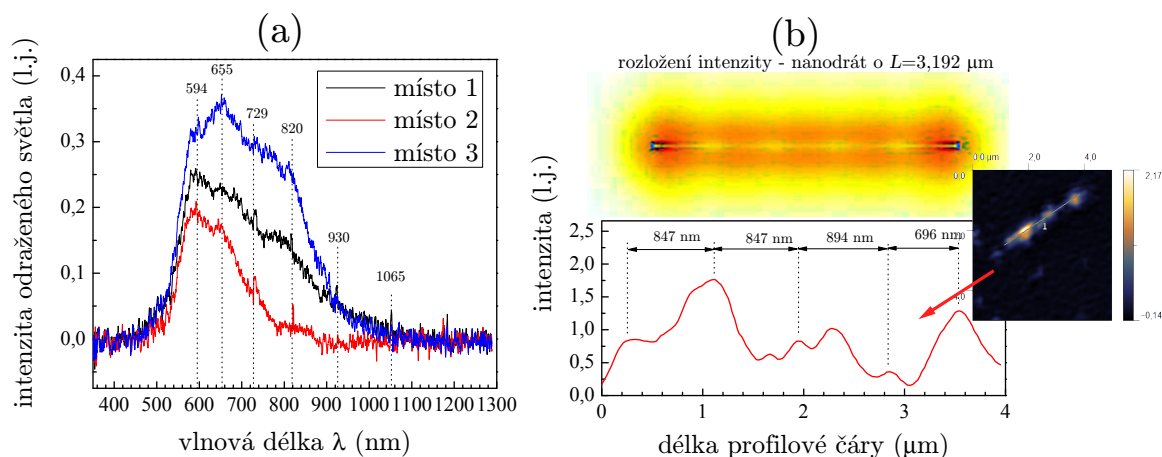 (a)
intenzita odraženého světla (l.j.)
0,4
0,3
0,2
0,1
0,0
594
655
729
820
930
1065
místo 1
místo 2
místo 3
400 500 600 700 800 900 1000 1100 1200 1300
vlnová délka λ (nm)
(b)
rozložení intenzity - nanodrát o L=3,192 μm
0,0 μm 2,0 4,0
0,0
2,17
1
-0,14
intenzita (l.j.)
2,5
2,0
1,5
1,0
0,5
0,0
847 nm
847 nm
894 nm
696 nm
0 1 2 3 4
délka profilové čáry (μm)